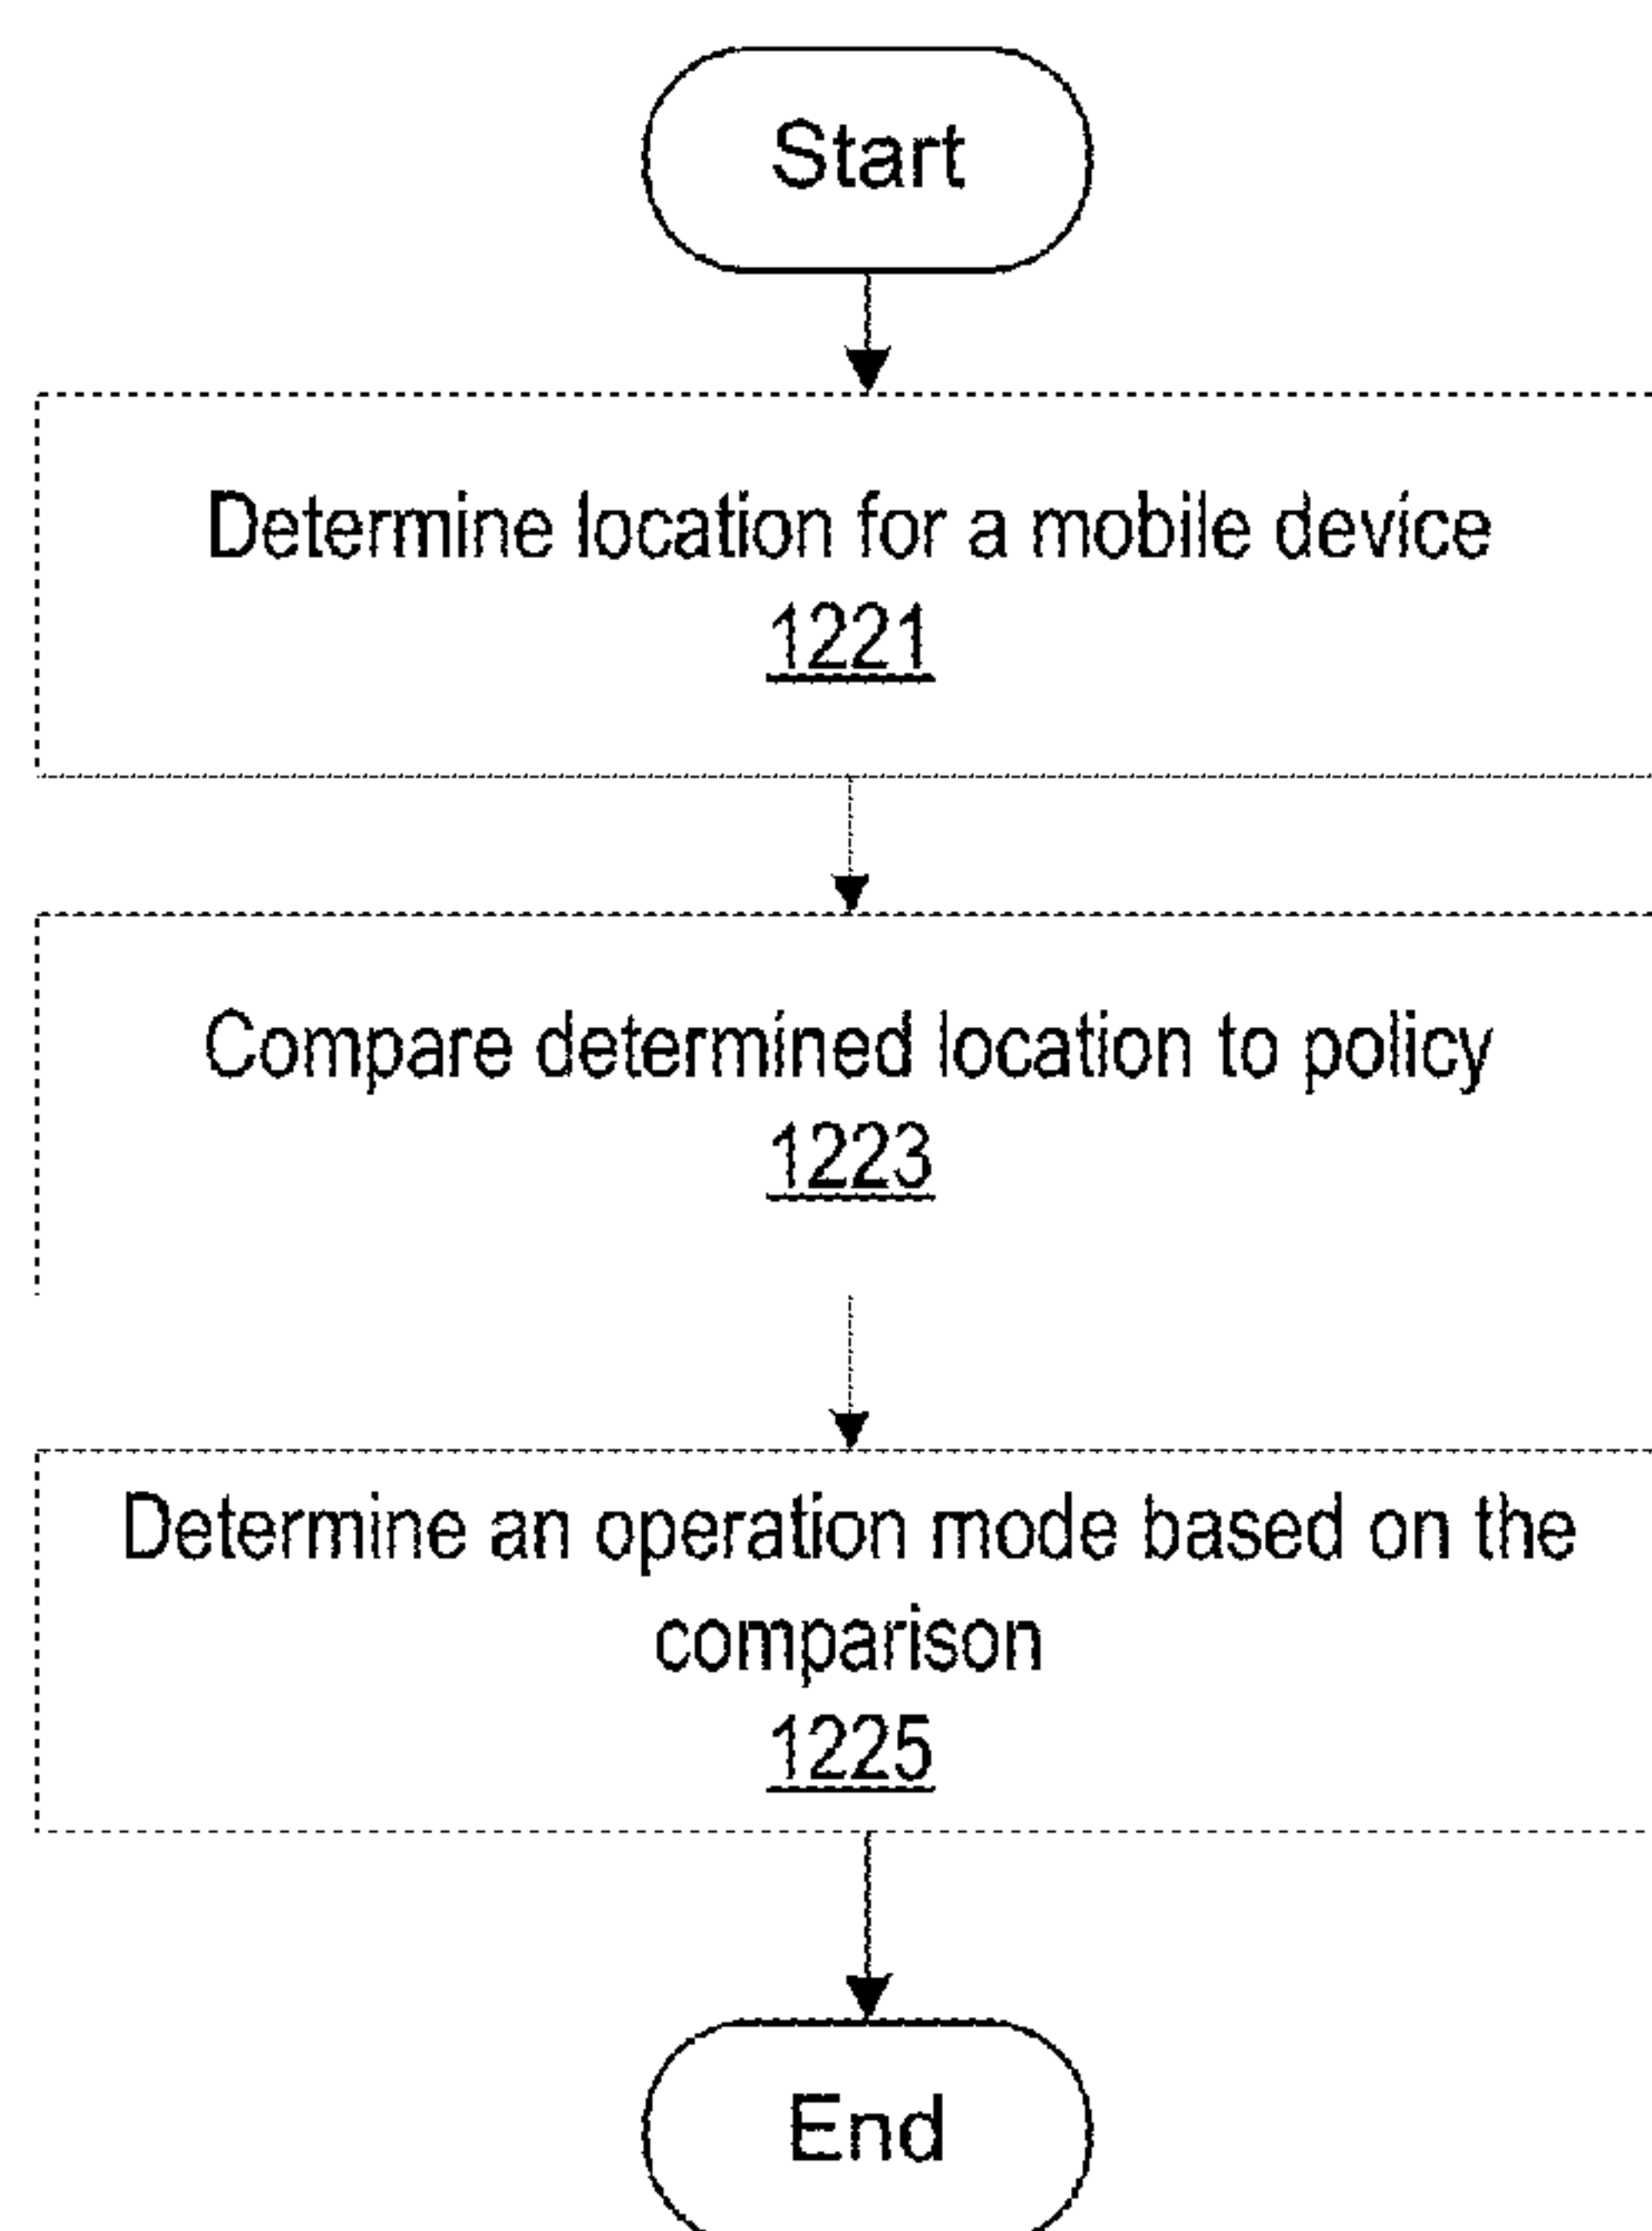 Start
Determine location for a mobile device
1221
Compare determined location to policy
1223
Determine an operation mode based on the
comparison
1225
End